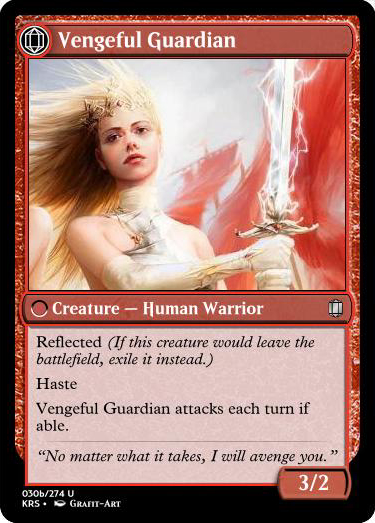 Vengeful Guardian
Creature — Human Warrior
Reflected (If this creature would leave the
battlefield, exile it instead.)
Haste
Vengeful Guardian attacks each turn if
able.
“No matter what it takes, I will avenge you.”
3/2
030b/274 U
KRS • Grafit-Art